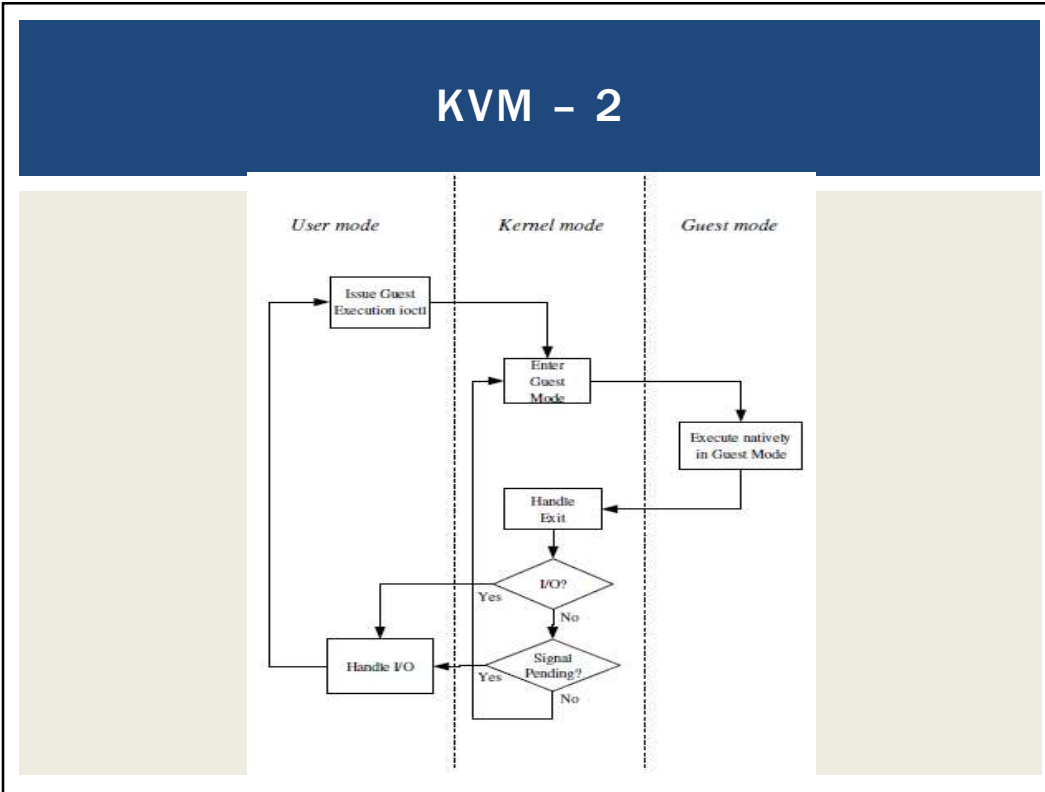 KVM – 2
User mode
Kernel mode
Guest mode
Issue Guest
Execution ioctl
Enter
Guest
Mode
Execute natively
in Guest Mode
Handle
Exit
I/O?
Yes
No
Handle I/O
Signal
Pending?
Yes
No